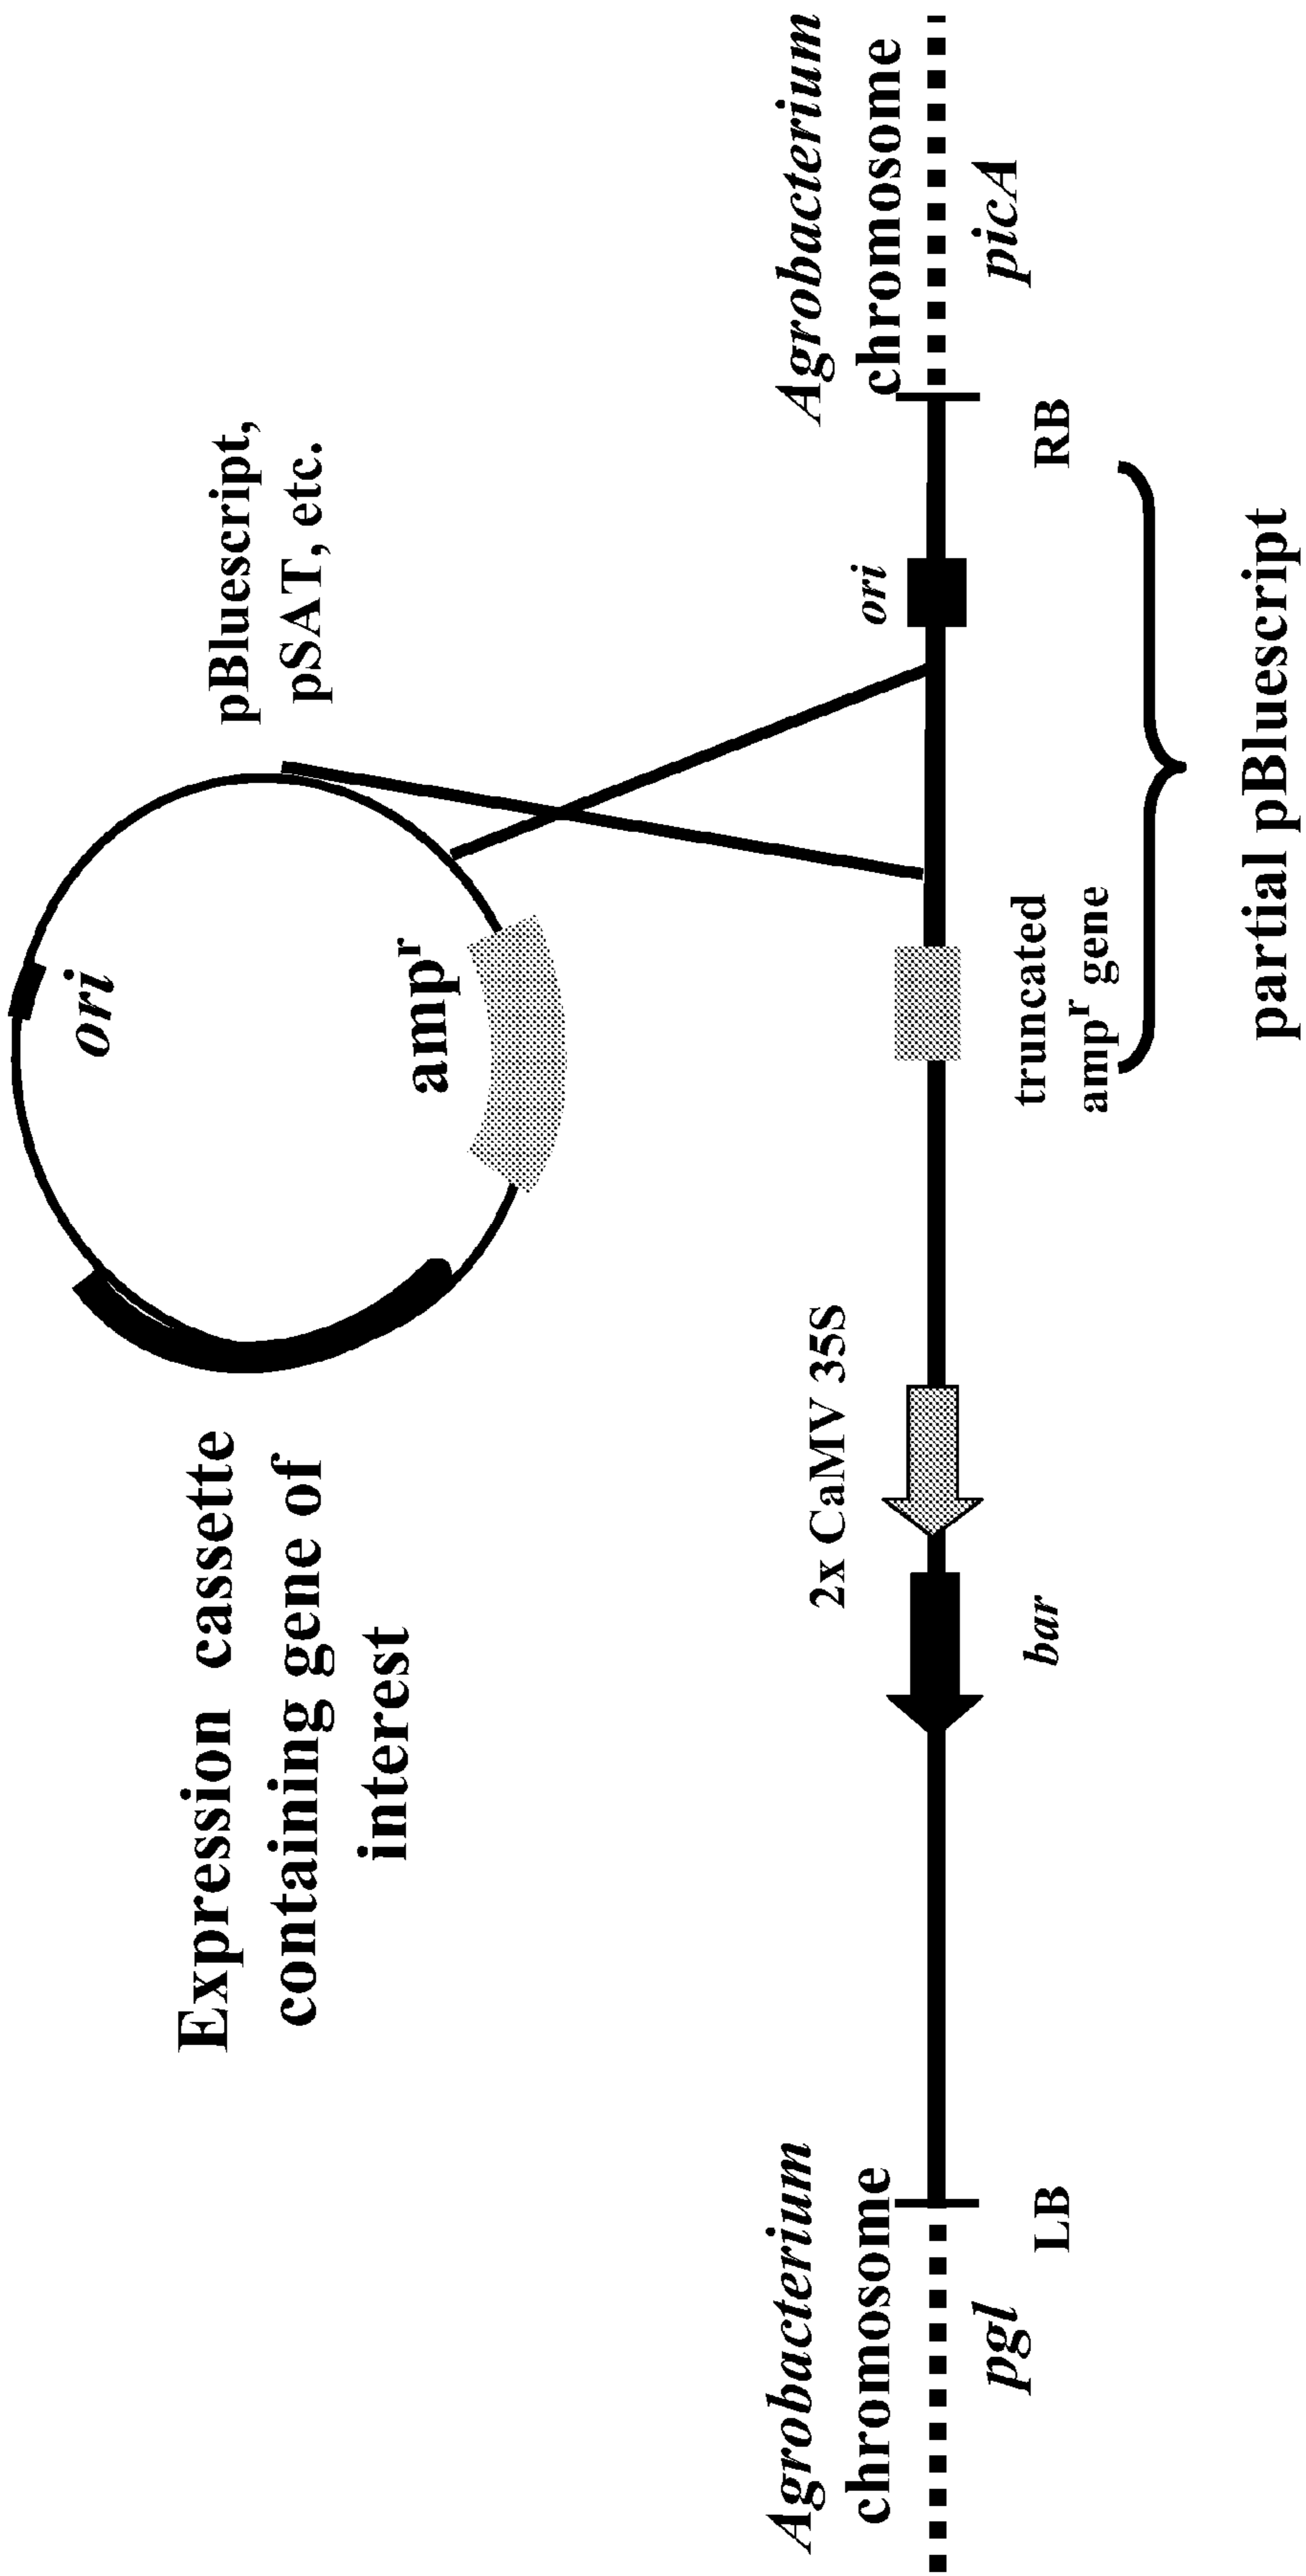 Expression cassette
containing gene of
interest
ori
amp^r
pBluescript,
pSAT, etc.
Agrobacterium
chromosome
pgl
LB
bar
2x CaMV 35S
truncated
amp^r gene
ori
RB
Agrobacterium
chromosome
picA
partial pBluescript